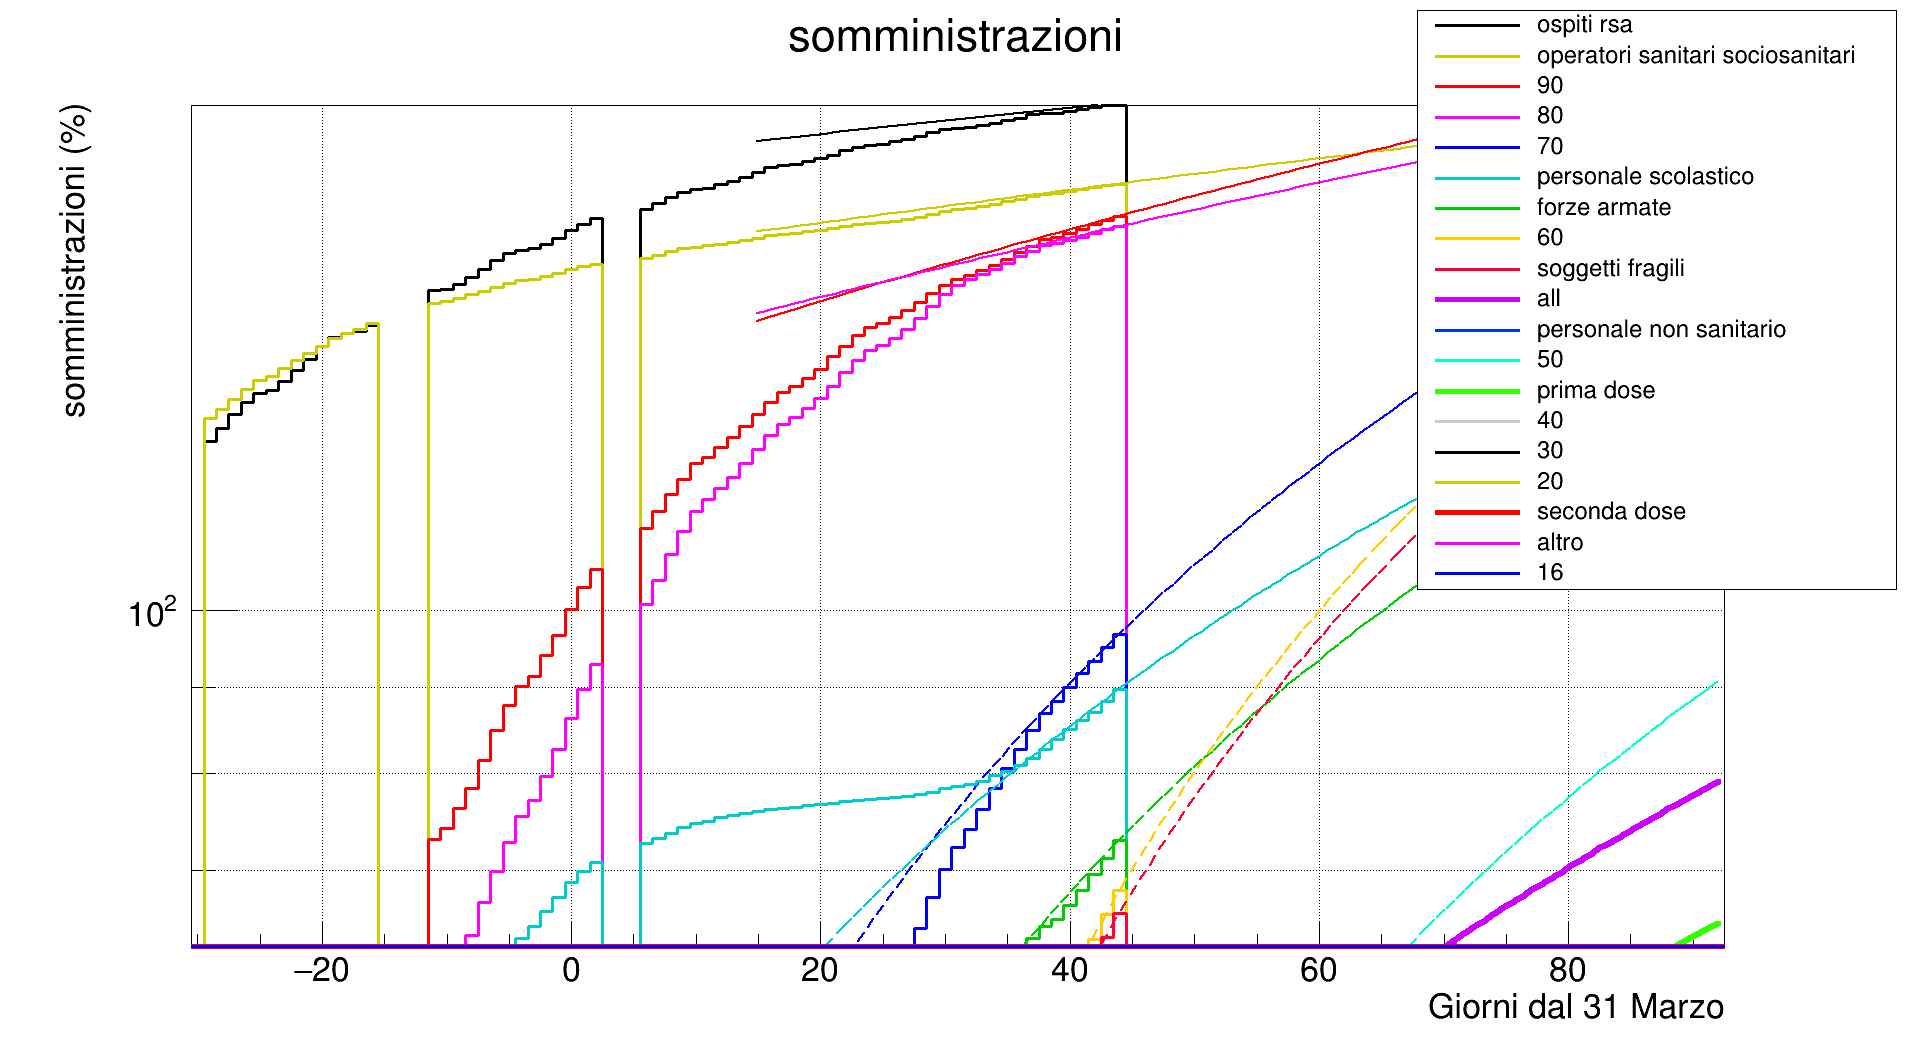 somministrazioni
somministrazioni (%)
ospiti rsa
operatori sanitari sociosanitari
90
80
70
personale scolastico
forze armate
60
soggetti fragili
all
personale non sanitario
50
prima dose
40
30
20
seconda dose
altro
16
10²
−20 0 20 40 60 80
Giorni dal 31 Marzo